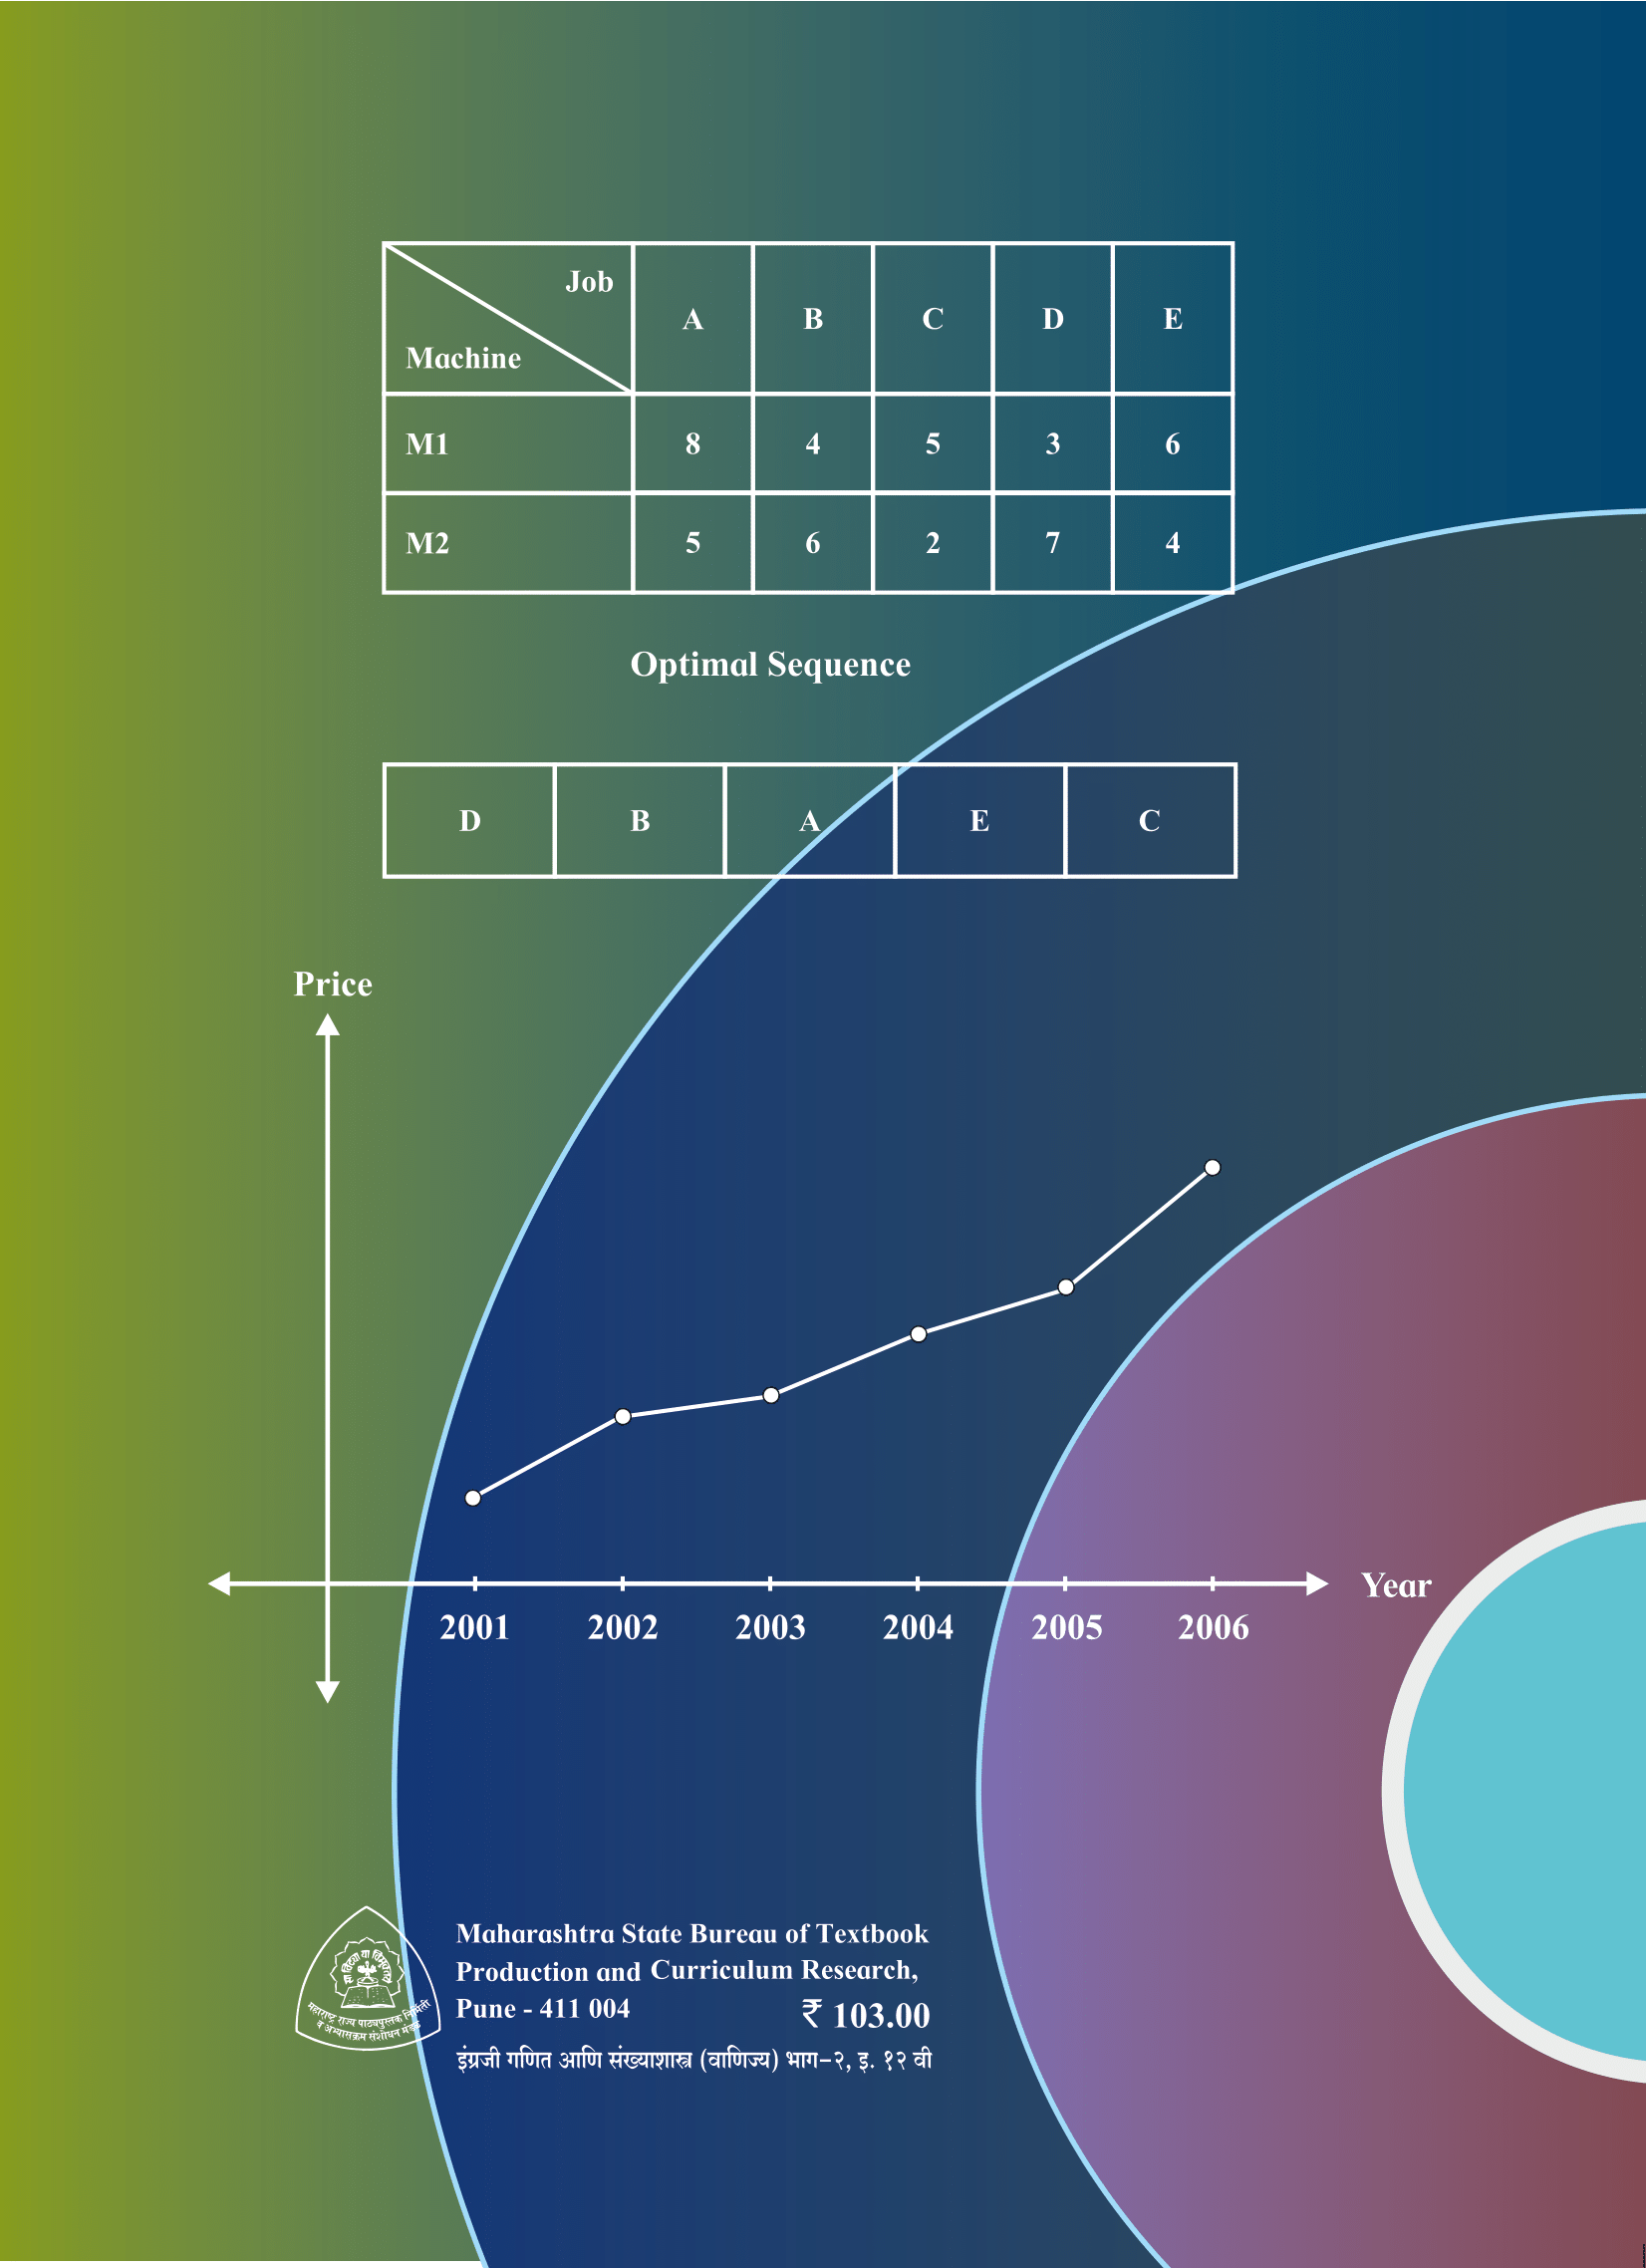 Job
Machine A B C D E
M1 8 4 5 3 6
M2 5 6 2 7 4
Optimal Sequence
D B A E C
Price
Year
2001 2002 2003 2004 2005 2006
सा विद्या या विमुक्तये
महाराष्ट्र राज्य पाठ्यपुस्तक निर्मिती
व अभ्यासक्रम संशोधन मंडळ
Maharashtra State Bureau of Textbook
Production and Curriculum Research,
Pune - 411 004 ₹ 103.00
इंग्रजी गणित आणि संख्याशास्त्र (वाणिज्य) भाग-२, इ. १२ वी